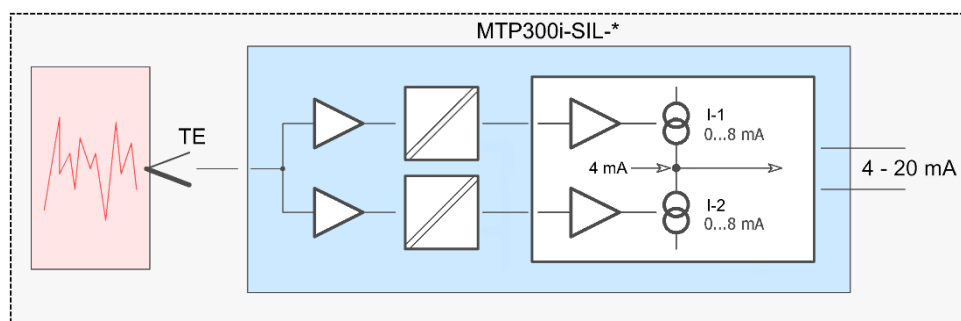 MTP300i-SIL-*
TE
I-1
0...8 mA
4 mA
4 - 20 mA
I-2
0...8 mA